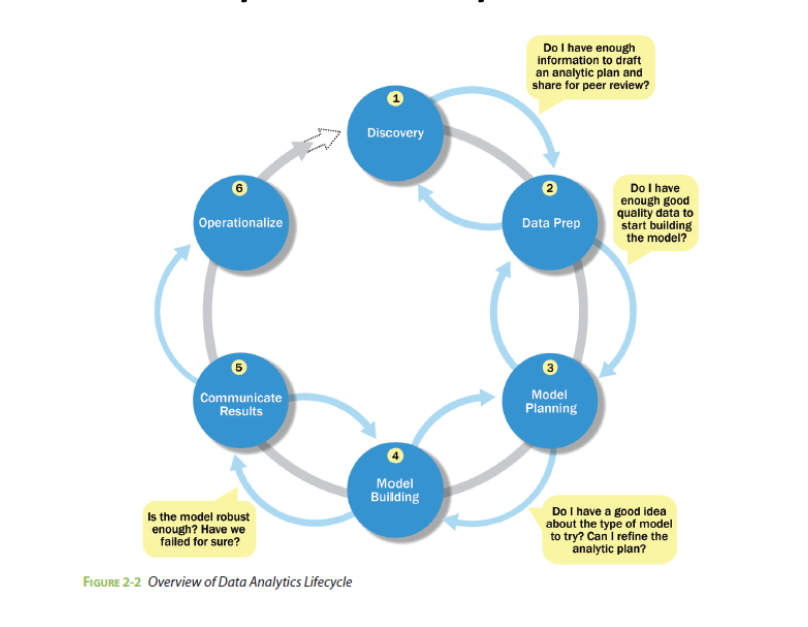 Do I have enough
information to draft
an analytic plan and
share for peer review?
1
Discovery
6
Operationalize
2
Data Prep
Do I have
enough good
quality data to
start building
the model?
5
Communicate
Results
3
Model
Planning
4
Model
Building
Is the model robust
enough? Have we
failed for sure?
Do I have a good idea
about the type of model
to try? Can I refine the
analytic plan?
FIGURE 2-2 Overview of Data Analytics Lifecycle